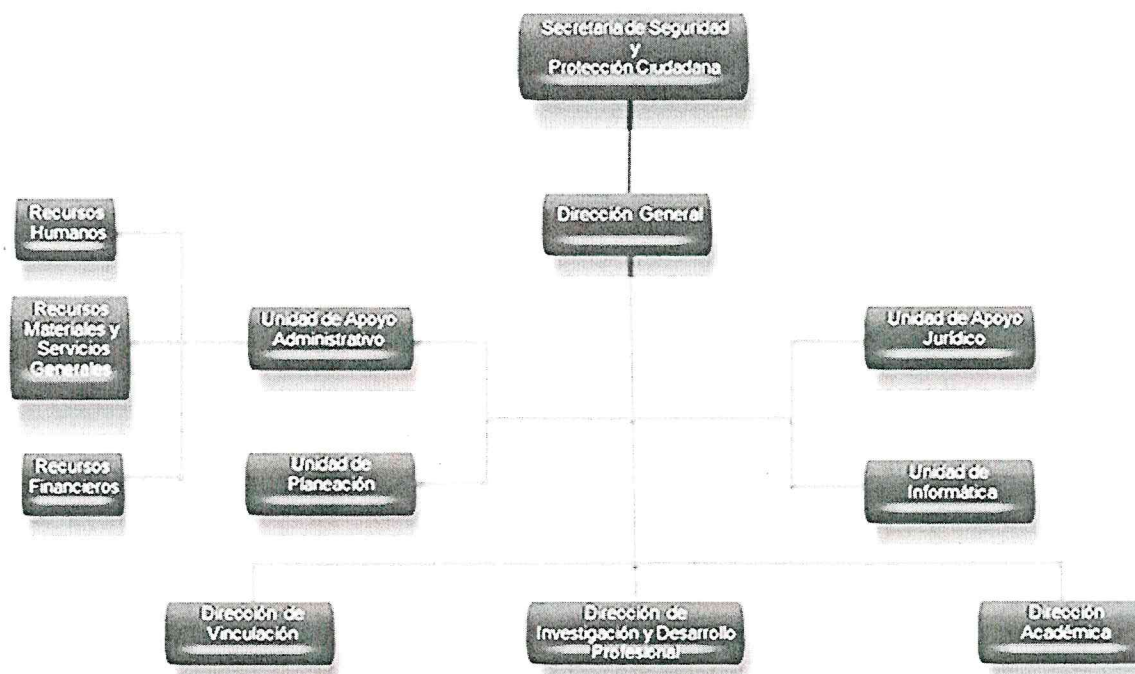 Secretaria de Seguridad
y
Protección Ciudadana
Dirección General
Recursos
Humanos
Recursos
Materiales y
Servicios
Generales
Recursos
Financieros
Unidad de Apoyo
Administrativo
Unidad de
Planeación
Unidad de Apoyo
Jurídico
Unidad de
Informática
Dirección de
Vinculación
Dirección de
Investigación y Desarrollo
Profesional
Dirección
Académica